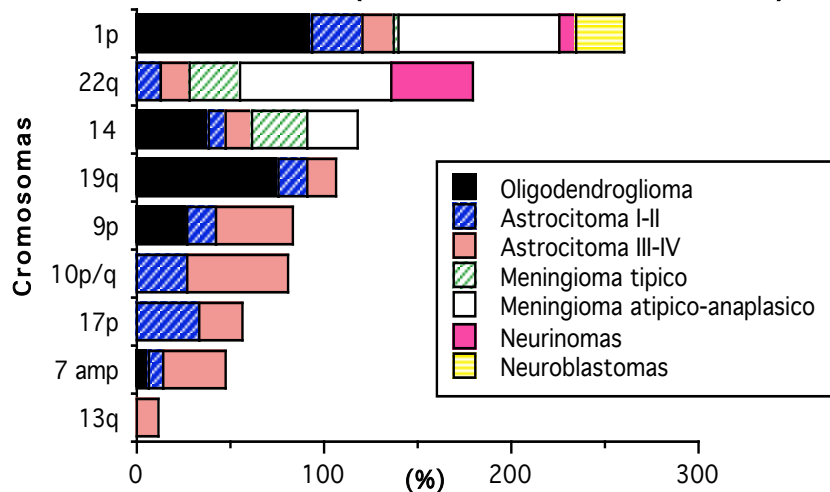 1p
22q
14
19q
9p
10p/q
17p
7 amp
13q
Cromosomas
Oligodendroglioma
Astrocitoma I-II
Astrocitoma III-IV
Meningioma tipico
Meningioma atipico-anaplasico
Neurinomas
Neuroblastomas
0
100
200
300
(%)